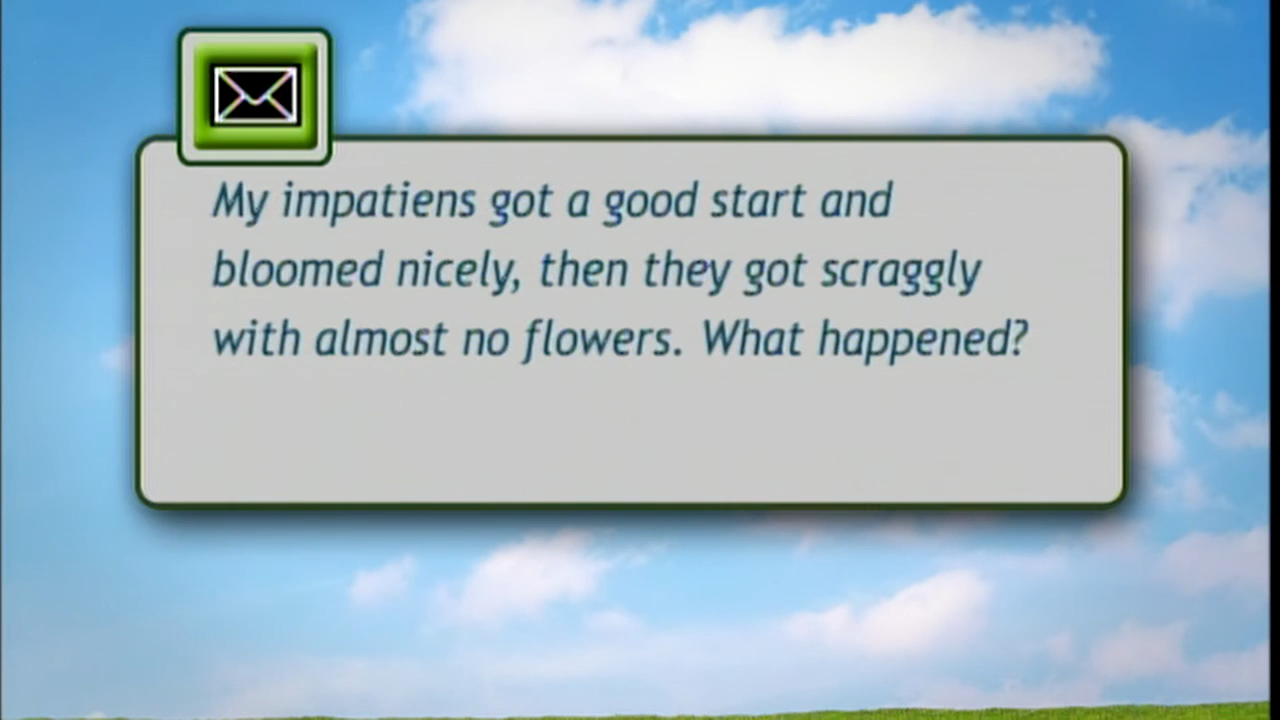 My impatiens got a good start and
bloomed nicely, then they got scraggly
with almost no flowers. What happened?